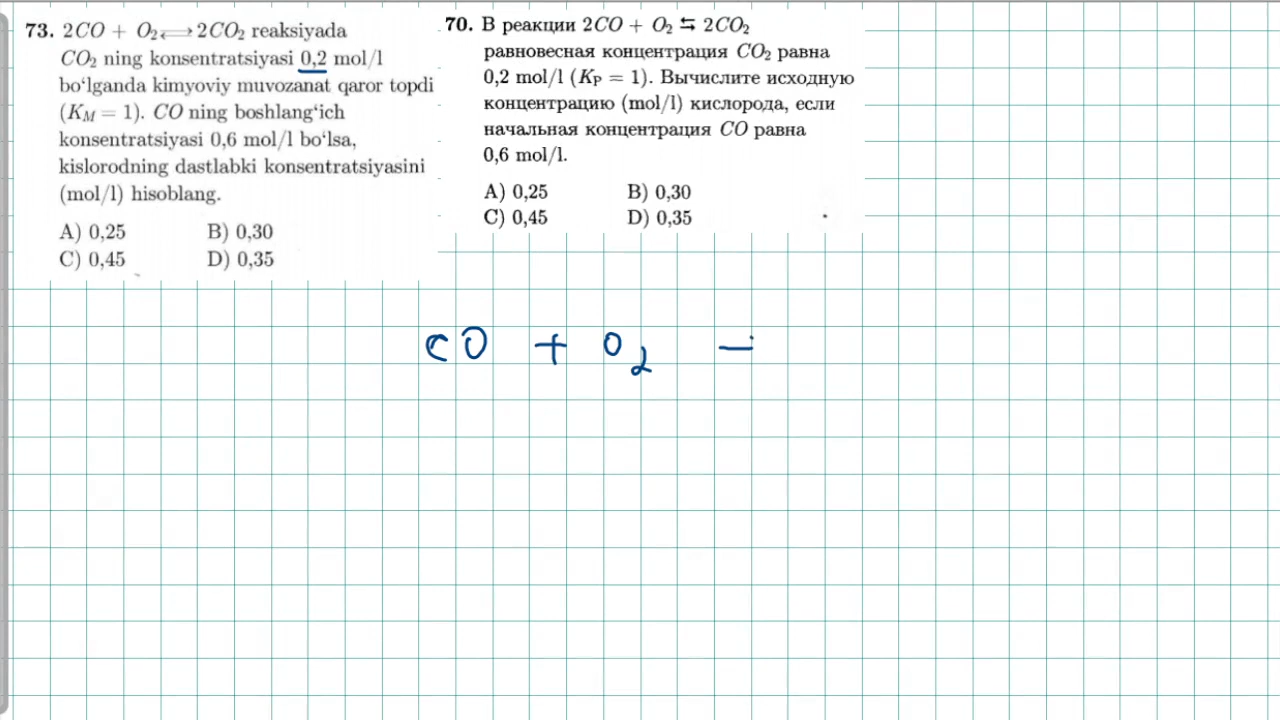 73. 2CO + O₂ ⟷ 2CO₂ reaksiyada
CO₂ ning konsentratsiyasi 0,2 mol/l
bo‘lganda kimyoviy muvozanat qaror topdi
(K_M = 1). CO ning boshlang‘ich
konsentratsiyasi 0,6 mol/l bo‘lsa,
kislorodning dastlabki konsentratsiyasini
(mol/l) hisoblang.
A) 0,25 B) 0,30
C) 0,45 D) 0,35
70. В реакции 2CO + O₂ ⇆ 2CO₂
равновесная концентрация CO₂ равна
0,2 mol/l (K_P = 1). Вычислите исходную
концентрацию (mol/l) кислорода, если
начальная концентрация CO равна
0,6 mol/l.
A) 0,25 B) 0,30
C) 0,45 D) 0,35
CO + O₂ =